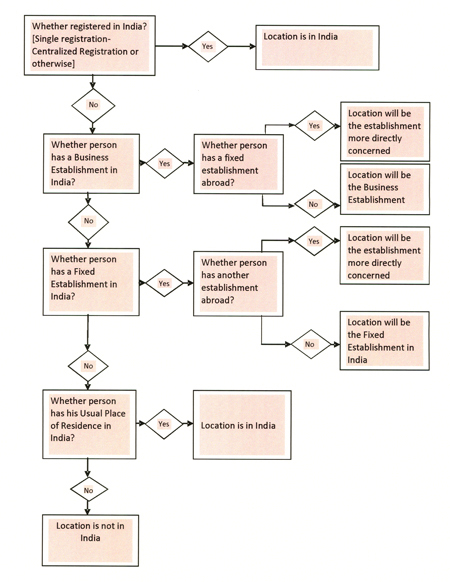 Whether registered in India?
[Single registration-
Centralized Registration or
otherwise]
Yes
Location is in India
No
Whether person
has a Business
Establishment in
India?
Yes
Whether person
has a fixed
establishment
abroad?
Yes
Location will be
the establishment
more directly
concerned
No
Location will be
the Business
Establishment
No
Whether person
has a Fixed
Establishment in
India?
Yes
Whether person
has another
establishment
abroad?
Yes
Location will be
the establishment
more directly
concerned
No
Location will be
the Fixed
Establishment in
India
No
Whether person
has his Usual Place
of Residence in
India?
Yes
Location is in India
No
Location is not in
India